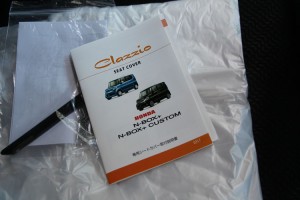 Clazzio
SEAT COVER
HONDA
N-BOX+
N-BOX+ CUSTOM